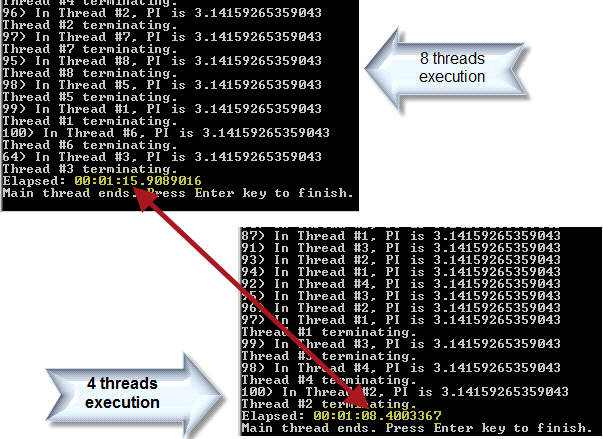 Thread #4 terminating.
96) In Thread #2, PI is 3.14159265359043
Thread #2 terminating.
97) In Thread #7, PI is 3.14159265359043
Thread #7 terminating.
95) In Thread #8, PI is 3.14159265359043
Thread #8 terminating.
98) In Thread #5, PI is 3.14159265359043
Thread #5 terminating.
99) In Thread #1, PI is 3.14159265359043
Thread #1 terminating.
100) In Thread #6, PI is 3.14159265359043
Thread #6 terminating.
64) In Thread #3, PI is 3.14159265359043
Thread #3 terminating.
Elapsed: 00:01:15.9089016
Main thread ends. Press Enter key to finish.
8 threads
execution
87) In Thread #1, PI is 3.14159265359043
91) In Thread #3, PI is 3.14159265359043
93) In Thread #2, PI is 3.14159265359043
94) In Thread #1, PI is 3.14159265359043
92) In Thread #4, PI is 3.14159265359043
95) In Thread #3, PI is 3.14159265359043
96) In Thread #2, PI is 3.14159265359043
97) In Thread #1, PI is 3.14159265359043
Thread #1 terminating.
99) In Thread #3, PI is 3.14159265359043
Thread #3 terminating.
98) In Thread #4, PI is 3.14159265359043
Thread #4 terminating.
100) In Thread #2, PI is 3.14159265359043
Thread #2 terminating.
Elapsed: 00:01:08.4003367
Main thread ends. Press Enter key to finish.
4 threads
execution